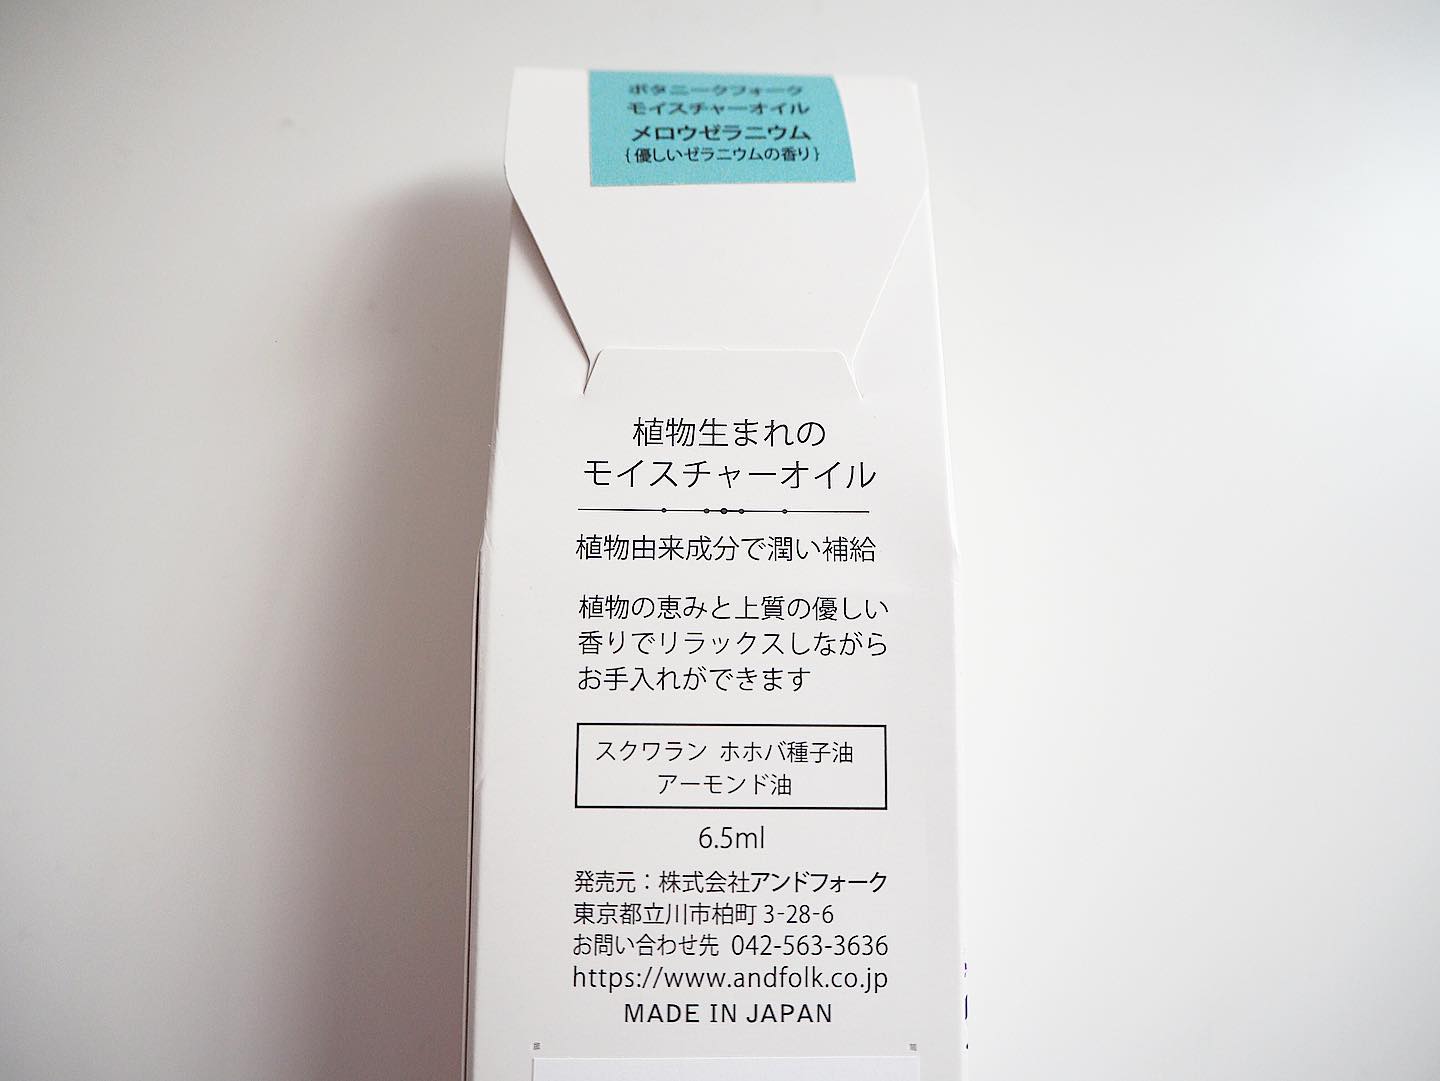 ボタニークフォーク
モイスチャーオイル
メロウゼラニウム
{優しいゼラニウムの香り}
植物生まれの
モイスチャーオイル
植物由来成分で潤い補給
植物の恵みと上質の優しい
香りでリラックスしながら
お手入れができます
スクワラン ホホバ種子油
アーモンド油
6.5ml
発売元：株式会社アンドフォーク
東京都立川市柏町 3-28-6
お問い合わせ先 042-563-3636
https://www.andfolk.co.jp
MADE IN JAPAN